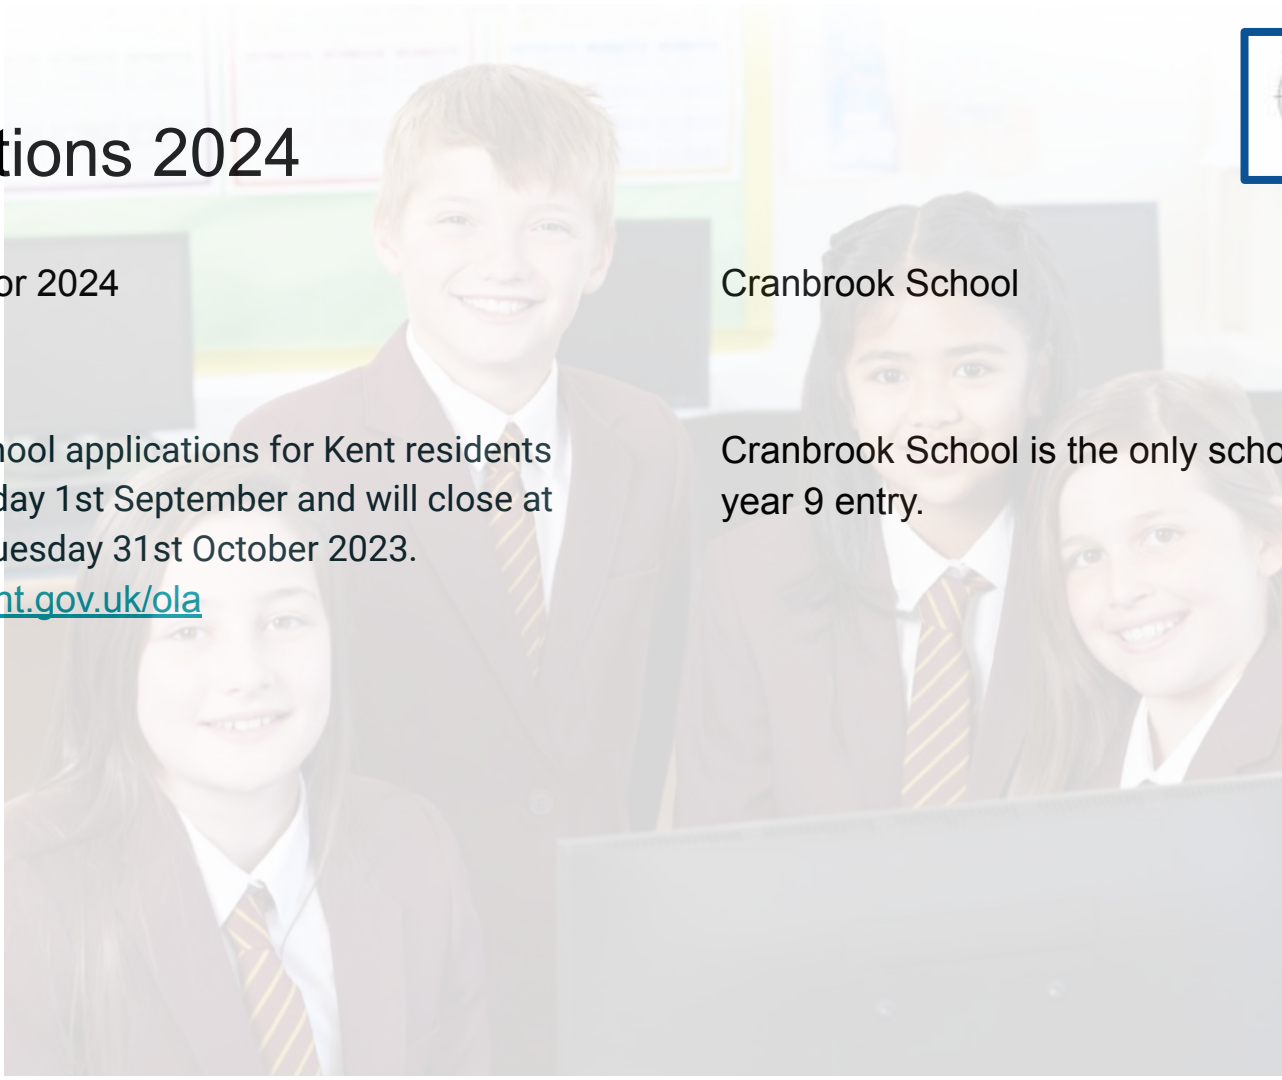 tions 2024
or 2024
hool applications for Kent residents
day 1st September and will close at
uesday 31st October 2023.
nt.gov.uk/ola
Cranbrook School
Cranbrook School is the only scho
year 9 entry.